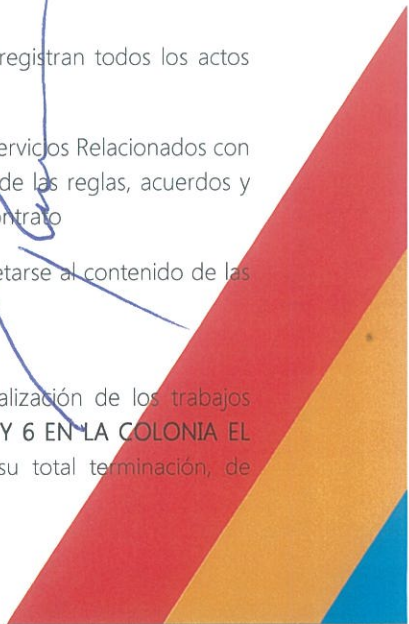 registran todos los actos
ervicios Relacionados con
de las reglas, acuerdos y
ontrato
etarse al contenido de las
alización de los trabajos
Y 6 EN LA COLONIA EL
su total terminación, de